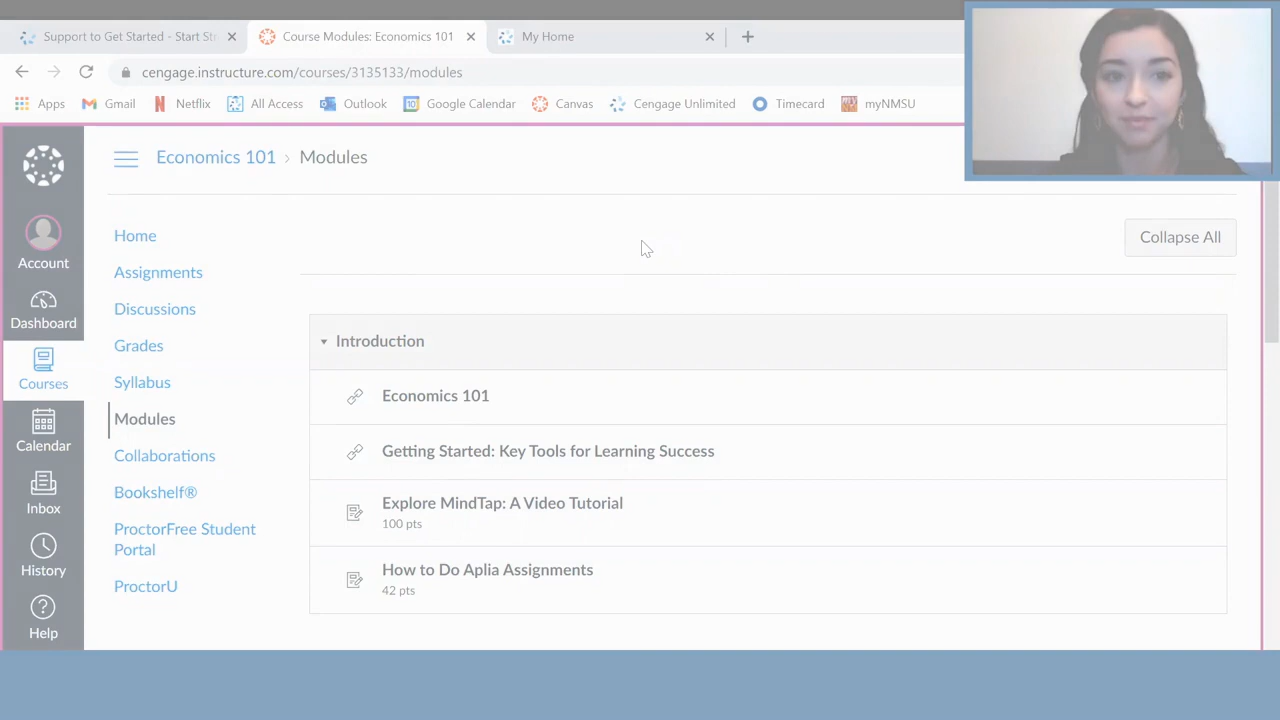 Support to Get Started - Start St
Course Modules: Economics 101
My Home
cengage.instructure.com/courses/3135133/modules
Apps
Gmail
Netflix
All Access
Outlook
10
Google Calendar
Canvas
Cengage Unlimited
Timecard
myNMSU
Economics 101 › Modules
Account
Dashboard
Courses
Calendar
Inbox
History
Help
Home
Assignments
Discussions
Grades
Syllabus
Modules
Collaborations
Bookshelf®
ProctorFree Student
Portal
ProctorU
Collapse All
Introduction
Economics 101
Getting Started: Key Tools for Learning Success
Explore MindTap: A Video Tutorial
100 pts
How to Do Aplia Assignments
42 pts